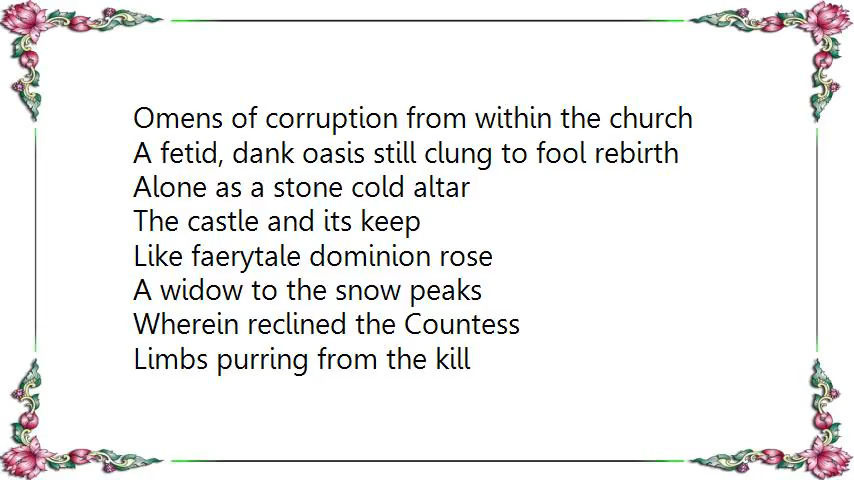 Omens of corruption from within the church
A fetid, dank oasis still clung to fool rebirth
Alone as a stone cold altar
The castle and its keep
Like faerytale dominion rose
A widow to the snow peaks
Wherein reclined the Countess
Limbs purring from the kill